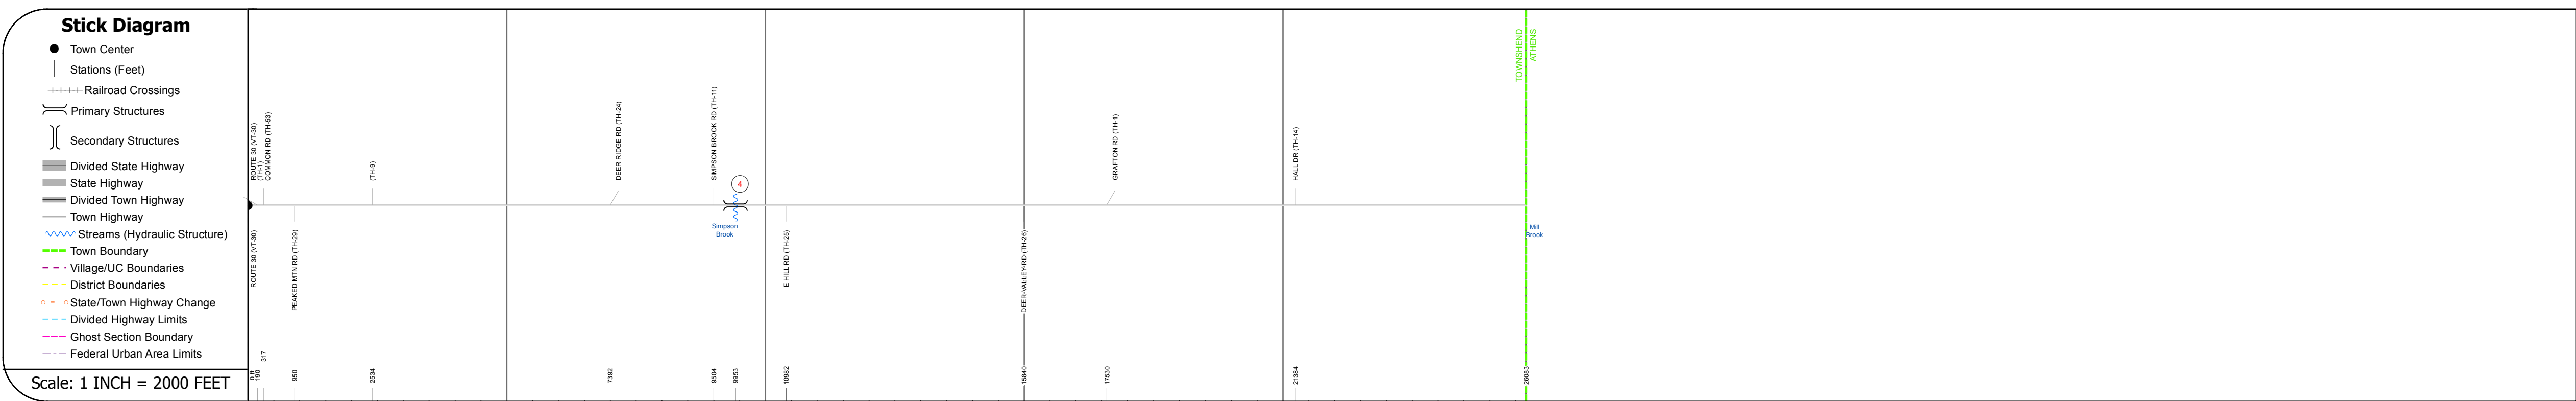 Stick Diagram
Town Center
Stations (Feet)
Railroad Crossings
Primary Structures
Secondary Structures
Divided State Highway
State Highway
Divided Town Highway
Town Highway
Streams (Hydraulic Structure)
Town Boundary
Village/UC Boundaries
District Boundaries
State/Town Highway Change
Divided Highway Limits
Ghost Section Boundary
Federal Urban Area Limits
Scale: 1 INCH = 2000 FEET
ROUTE 30 (VT-30)
(TH-1)
COMMON RD (TH-53)
(TH-9)
DEER RIDGE RD (TH-24)
SIMPSON BROOK RD (TH-11)
4
GRAFTON RD (TH-1)
HALL DR (TH-14)
TOWNSHEND
ATHENS
ROUTE 30 (VT-30)
PEAKED MTN RD (TH-29)
Simpson
Brook
E HILL RD (TH-25)
DEER VALLEY RD (TH-26)
Mill
Brook
0 ft
190
317
950
2534
7392
9504
9953
10982
15840
17530
21384
26083